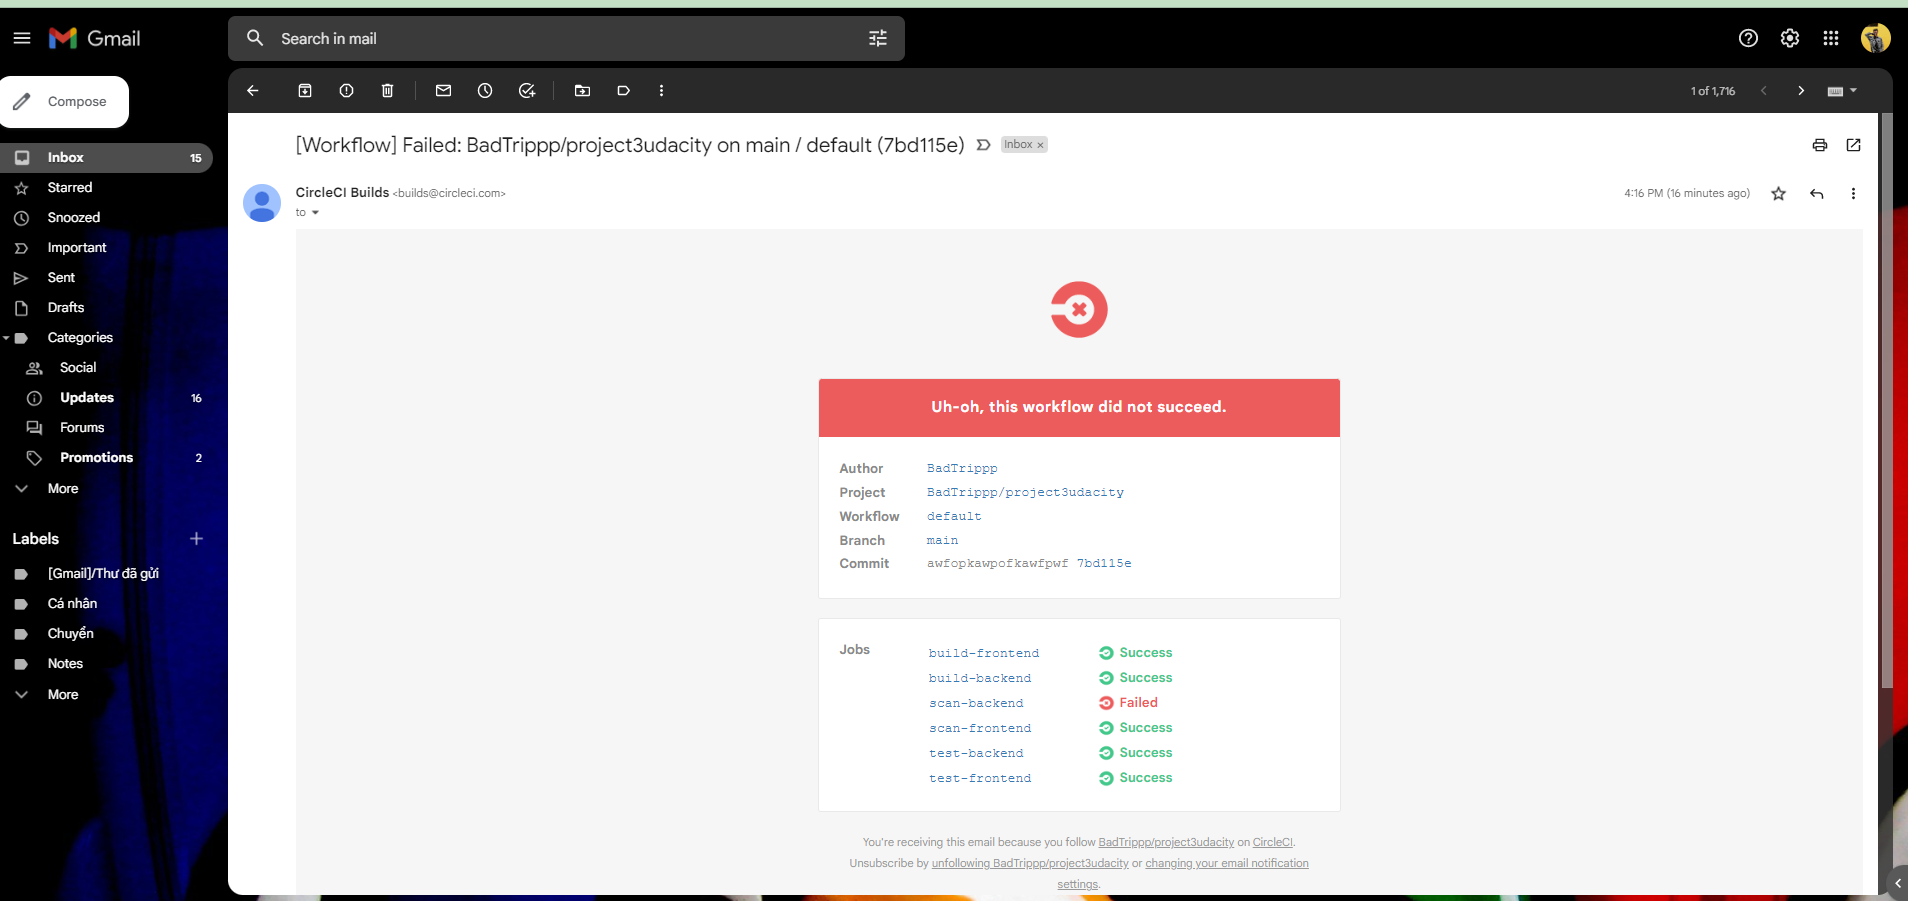 Gmail
Search in mail
Compose
1 of 1,716
Inbox 15
Starred
Snoozed
Important
Sent
Drafts
Categories
Social
Updates 16
Forums
Promotions 2
More
Labels
[Gmail]/Thư đã gửi
Cá nhân
Chuyển
Notes
More
[Workflow] Failed: BadTrippp/project3udacity on main / default (7bd115e) Inbox ×
CircleCI Builds <builds@circleci.com>
4:16 PM (16 minutes ago)
to
Uh-oh, this workflow did not succeed.
Author BadTrippp
Project BadTrippp/project3udacity
Workflow default
Branch main
Commit awfopkawpofkawfpwf 7bd115e
Jobs build-frontend Success
build-backend Success
scan-backend Failed
scan-frontend Success
test-backend Success
test-frontend Success
You're receiving this email because you follow BadTrippp/project3udacity on CircleCI.
Unsubscribe by unfollowing BadTrippp/project3udacity or changing your email notification
settings.